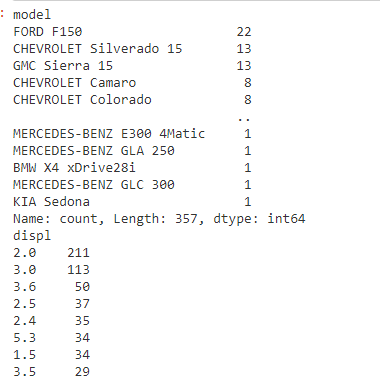 : model
FORD F150 22
CHEVROLET Silverado 15 13
GMC Sierra 15 13
CHEVROLET Camaro 8
CHEVROLET Colorado 8
..
MERCEDES-BENZ E300 4Matic 1
MERCEDES-BENZ GLA 250 1
BMW X4 xDrive28i 1
MERCEDES-BENZ GLC 300 1
KIA Sedona 1
Name: count, Length: 357, dtype: int64
displ
2.0 211
3.0 113
3.6 50
2.5 37
2.4 35
5.3 34
1.5 34
3.5 29